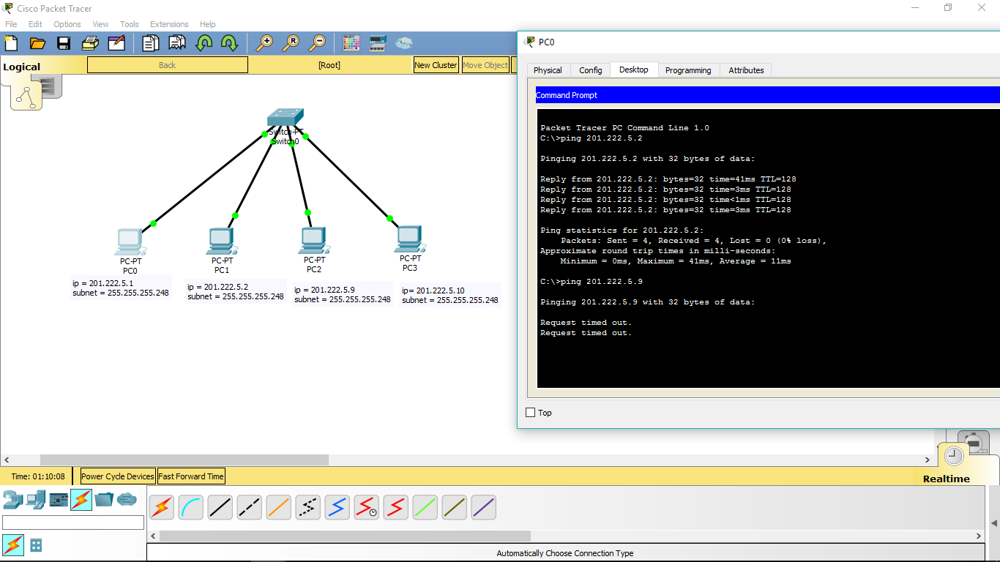 Cisco Packet Tracer
File Edit Options View Tools Extensions Help
Logical
Back
[Root]
New Cluster
Move Object
Switch-PT
Switch0
PC-PT
PC0
PC-PT
PC1
PC-PT
PC2
PC-PT
PC3
ip = 201.222.5.1
subnet = 255.255.255.248
ip = 201.222.5.2
subnet = 255.255.255.248
ip = 201.222.5.9
subnet = 255.255.255.248
ip= 201.222.5.10
subnet = 255.255.255.248
PC0
Physical Config Desktop Programming Attributes
Command Prompt
Packet Tracer PC Command Line 1.0
C:\>ping 201.222.5.2
Pinging 201.222.5.2 with 32 bytes of data:
Reply from 201.222.5.2: bytes=32 time=41ms TTL=128
Reply from 201.222.5.2: bytes=32 time=3ms TTL=128
Reply from 201.222.5.2: bytes=32 time<1ms TTL=128
Reply from 201.222.5.2: bytes=32 time=3ms TTL=128
Ping statistics for 201.222.5.2:
Packets: Sent = 4, Received = 4, Lost = 0 (0% loss),
Approximate round trip times in milli-seconds:
Minimum = 0ms, Maximum = 41ms, Average = 11ms
C:\>ping 201.222.5.9
Pinging 201.222.5.9 with 32 bytes of data:
Request timed out.
Request timed out.
Top
Time: 01:10:08
Power Cycle Devices
Fast Forward Time
Realtime
Automatically Choose Connection Type